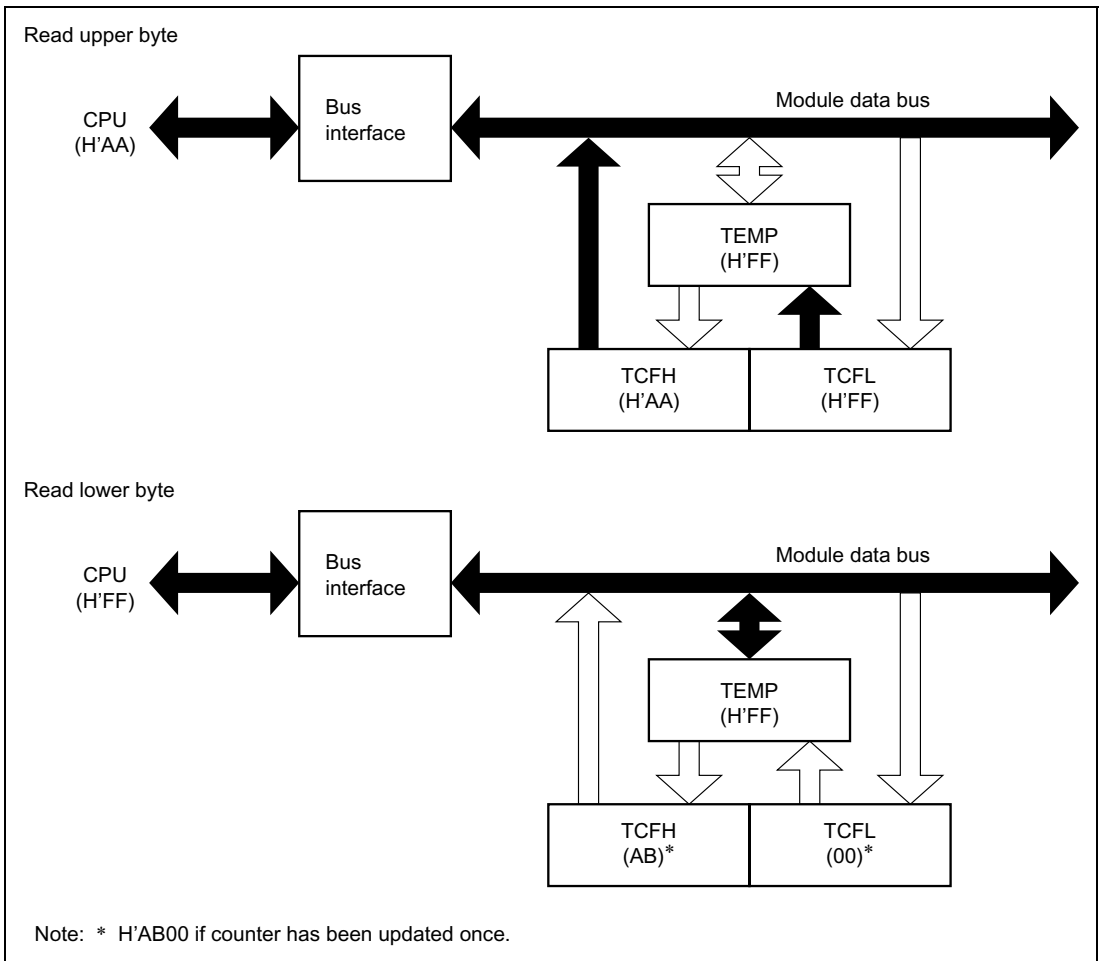 Read upper byte
CPU
(H'AA)
Bus
interface
Module data bus
TEMP
(H'FF)
TCFH
(H'AA)
TCFL
(H'FF)
Read lower byte
CPU
(H'FF)
Bus
interface
Module data bus
TEMP
(H'FF)
TCFH
(AB)*
TCFL
(00)*
Note: * H'AB00 if counter has been updated once.